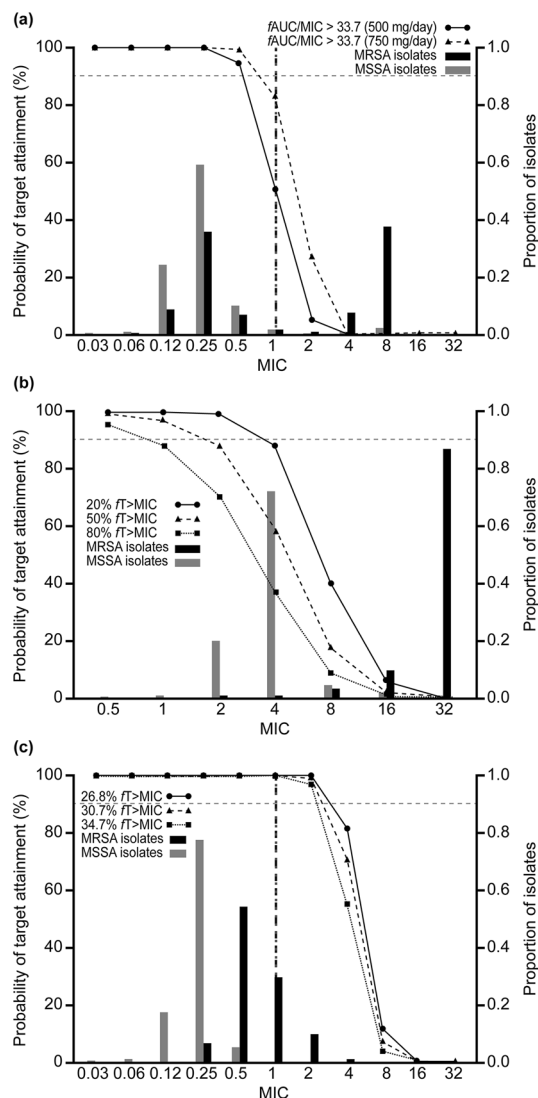 (a)
fAUC/MIC > 33.7 (500 mg/day)
fAUC/MIC > 33.7 (750 mg/day)
MRSA isolates
MSSA isolates
Probability of target attainment (%)
100
80
60
40
20
0
1.0
0.8
0.6
0.4
0.2
0.0
Proportion of isolates
0.03 0.06 0.12 0.25 0.5 1 2 4 8 16 32
MIC
(b)
20% fT>MIC
50% fT>MIC
80% fT>MIC
MRSA isolates
MSSA isolates
Probability of target attainment (%)
100
80
60
40
20
0
1.0
0.8
0.6
0.4
0.2
0.0
Proportion of isolates
0.5 1 2 4 8 16 32
MIC
(c)
26.8% fT>MIC
30.7% fT>MIC
34.7% fT>MIC
MRSA isolates
MSSA isolates
Probability of target attainment (%)
100
80
60
40
20
0
1.0
0.8
0.6
0.4
0.2
0.0
Proportion of isolates
0.03 0.06 0.12 0.25 0.5 1 2 4 8 16 32
MIC